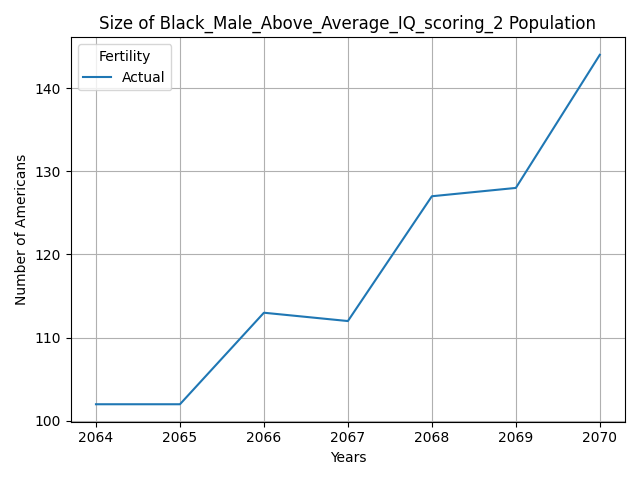 Size of Black_Male_Above_Average_IQ_scoring_2 Population
Fertility
Actual
Number of Americans
140
130
120
110
100
2064 2065 2066 2067 2068 2069 2070
Years